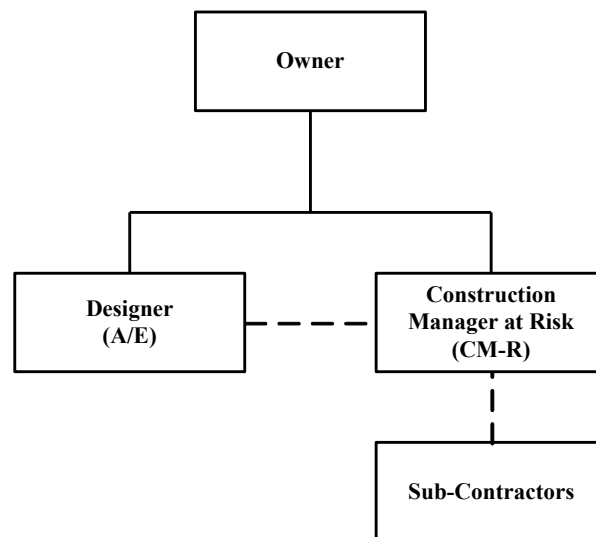 Owner
Designer
(A/E)
Construction
Manager at Risk
(CM-R)
Sub-Contractors